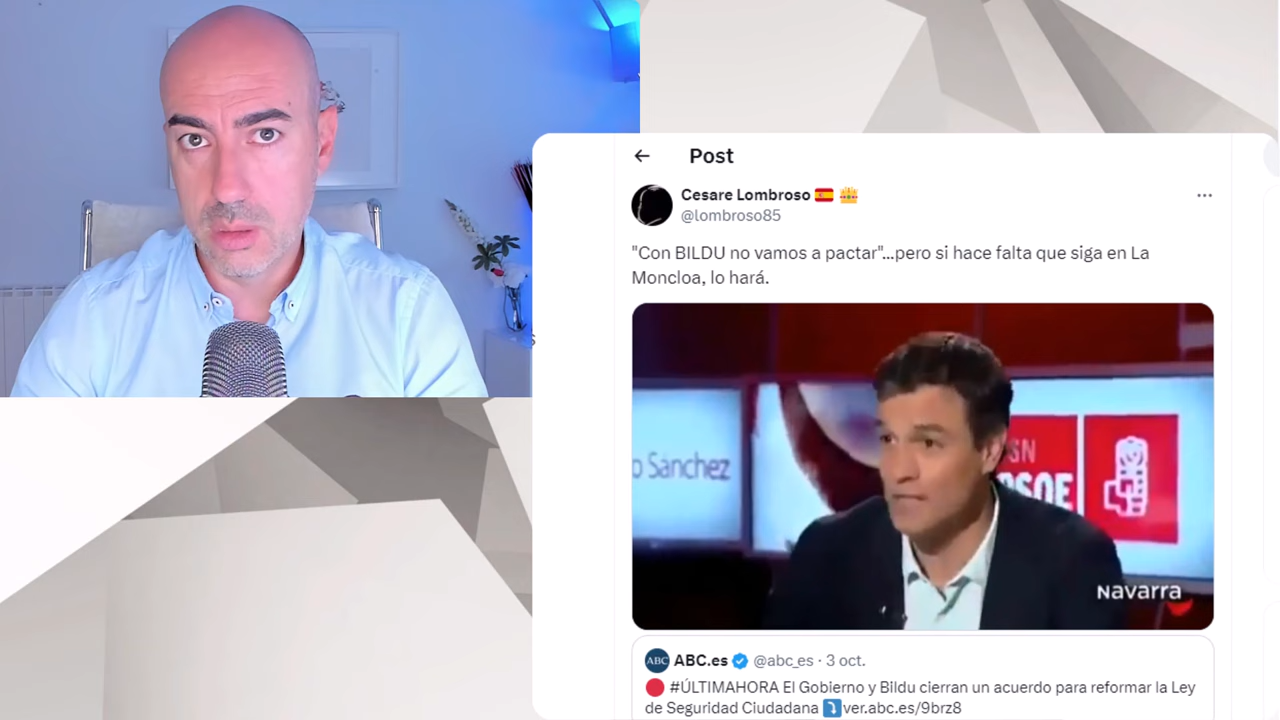 Post
Cesare Lombroso
@lombroso85
"Con BILDU no vamos a pactar"...pero si hace falta que siga en La
Moncloa, lo hará.
o Sánchez
SN
PSOE
Navarra
ABC ABC.es @abc_es · 3 oct.
#ÚLTIMAHORA El Gobierno y Bildu cierran un acuerdo para reformar la Ley
de Seguridad Ciudadana ver.abc.es/9brz8